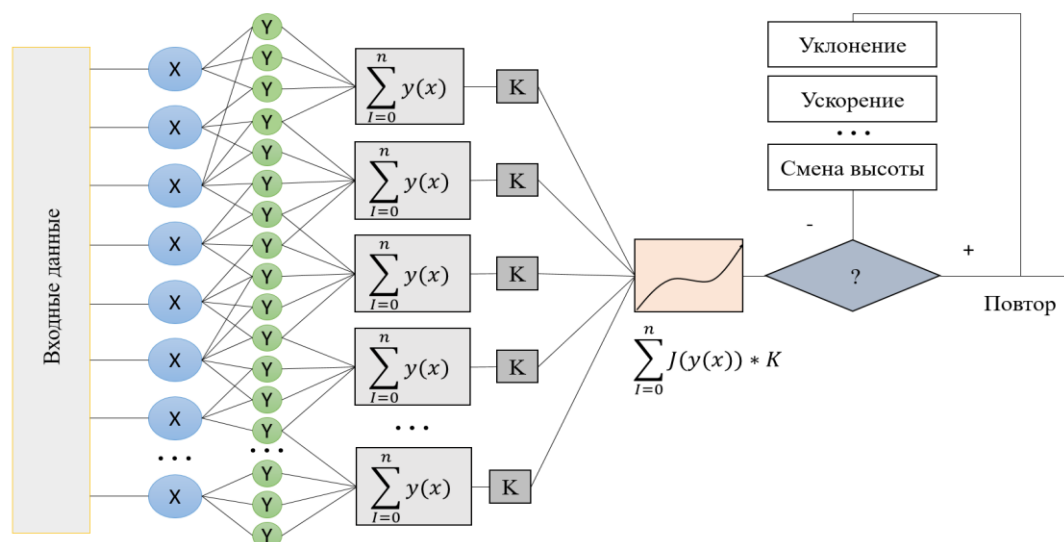 Входные данные
X
X
X
X
X
X
X
...
X
Y
Y
Y
Y
Y
Y
Y
Y
Y
Y
Y
Y
Y
Y
...
Y
Y
Y
n
∑ y(x)
I=0
n
∑ y(x)
I=0
n
∑ y(x)
I=0
n
∑ y(x)
I=0
...
n
∑ y(x)
I=0
K
K
K
K
K
n
∑ J(y(x)) * K
I=0
Уклонение
Ускорение
...
Смена высоты
-
?
+
Повтор